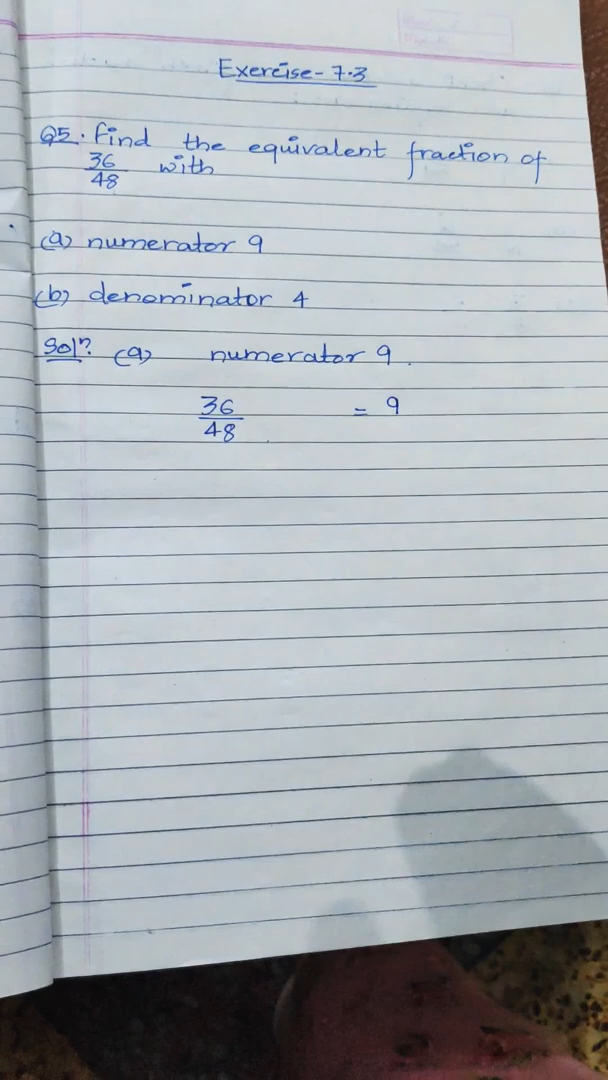 Exercise - 7.3
Q5. find the equivalent fraction of
36/48 with
(a) numerator 9
(b) denominator 4
Solⁿ. (a) numerator 9.
36/48 = 9